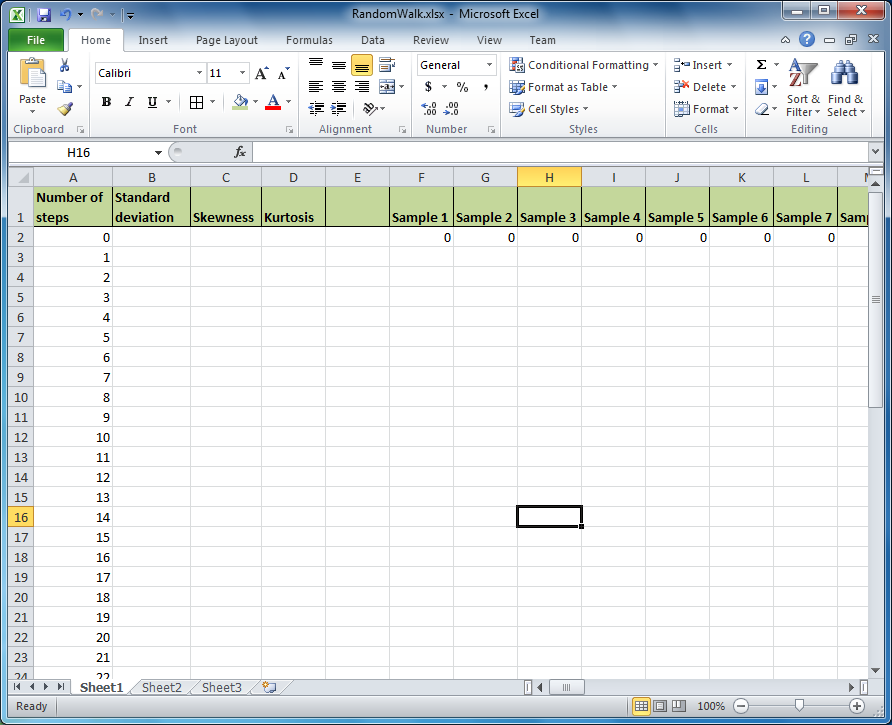 RandomWalk.xlsx - Microsoft Excel
File Home Insert Page Layout Formulas Data Review View Team
Calibri 11 General Conditional Formatting Insert Σ
Paste B I U A A A $ % , Format as Table Delete Sort & Filter Find & Select
.00 .0 Cell Styles Format
Clipboard Font Alignment Number Styles Cells Editing
H16 fx
A B C D E F G H I J K L
1 Number of steps Standard deviation Skewness Kurtosis Sample 1 Sample 2 Sample 3 Sample 4 Sample 5 Sample 6 Sample 7
2 0 0 0 0 0 0 0 0
3 1
4 2
5 3
6 4
7 5
8 6
9 7
10 8
11 9
12 10
13 11
14 12
15 13
16 14
17 15
18 16
19 17
20 18
21 19
22 20
23 21
24 22
Sheet1 Sheet2 Sheet3
Ready 100%